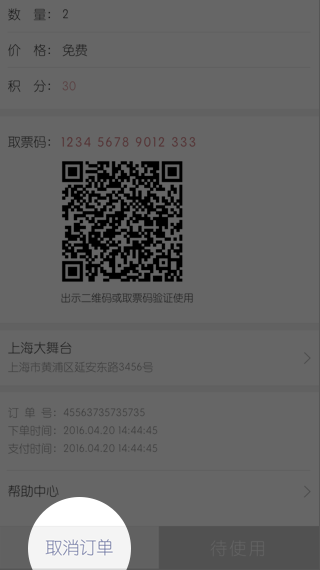 数 量： 2
价 格： 免费
积 分： 30
取票码： 1234 5678 9012 333
出示二维码或取票码验证使用
上海大舞台
上海市黄浦区延安东路3456号
订 单 号： 45563735735735
下单时间： 2016.04.20 14:44:45
支付时间： 2016.04.20 14:44:45
帮助中心
取消订单
待使用